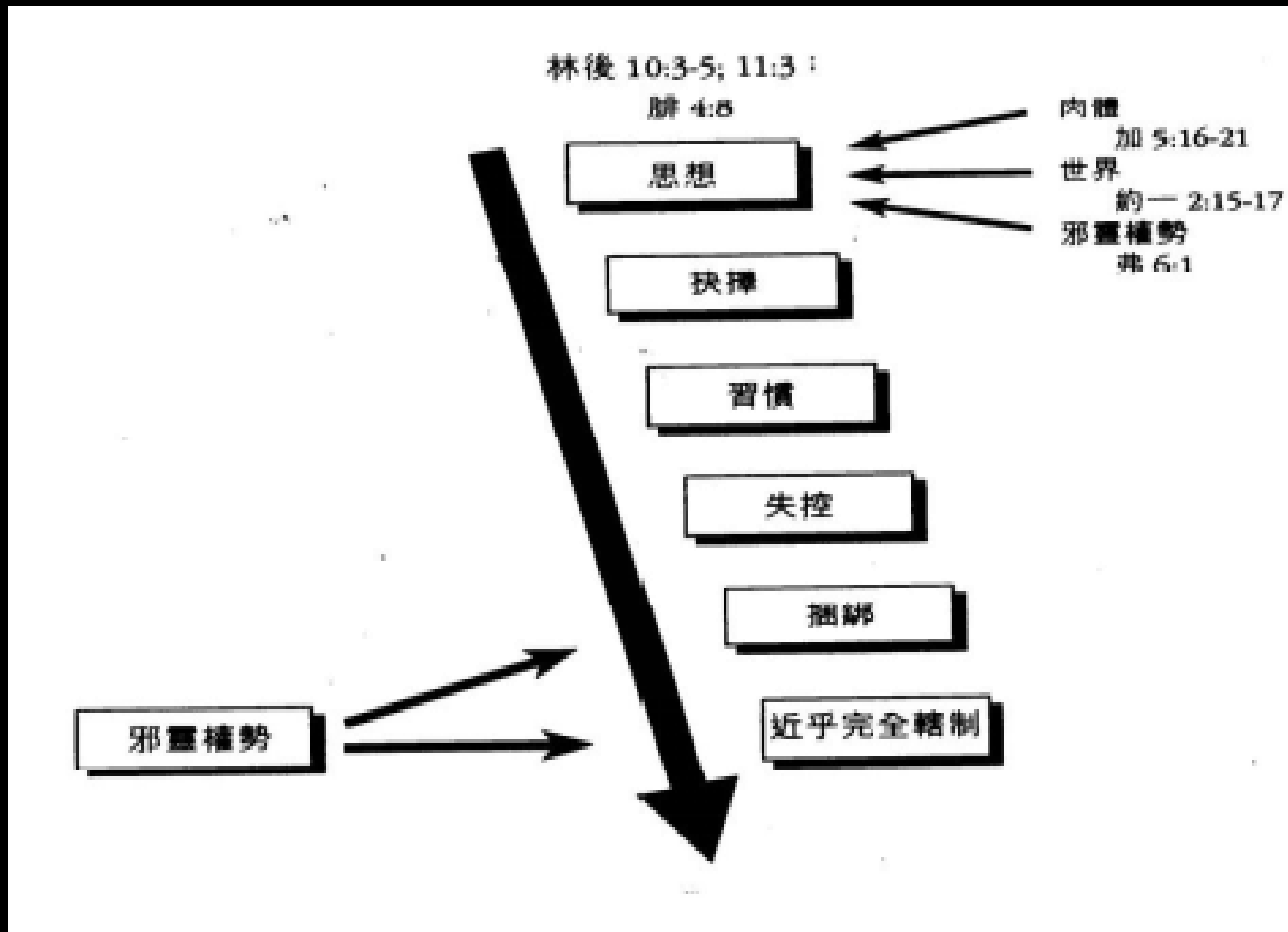 林後 10:3-5; 11:3：
腓 4:8
思想
抉擇
習慣
失控
捆綁
近乎完全轄制
肉體
加 5:16-21
世界
約一 2:15-17
邪靈權勢
弗 6:1
邪靈權勢